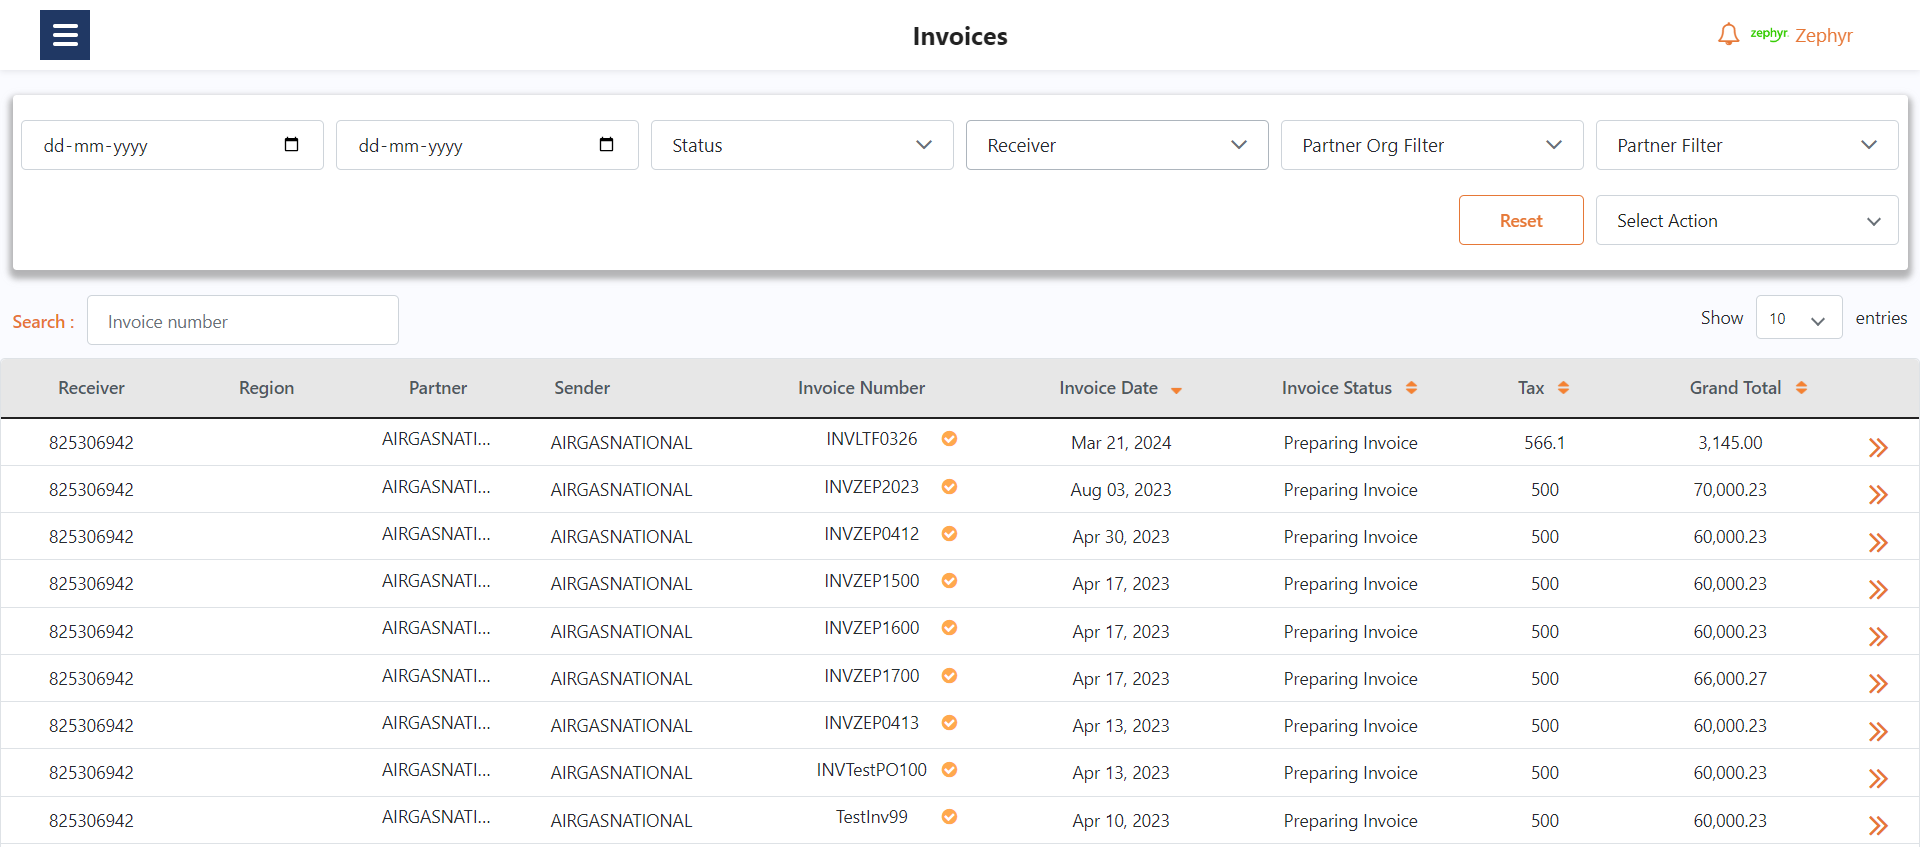 Invoices
zephyr Zephyr
dd-mm-yyyy dd-mm-yyyy Status Receiver Partner Org Filter Partner Filter
Reset Select Action
Search : Invoice number Show 10 entries
Receiver Region Partner Sender Invoice Number Invoice Date Invoice Status Tax Grand Total
825306942 AIRGASNATI... AIRGASNATIONAL INVLTF0326 Mar 21, 2024 Preparing Invoice 566.1 3,145.00
825306942 AIRGASNATI... AIRGASNATIONAL INVZEP2023 Aug 03, 2023 Preparing Invoice 500 70,000.23
825306942 AIRGASNATI... AIRGASNATIONAL INVZEP0412 Apr 30, 2023 Preparing Invoice 500 60,000.23
825306942 AIRGASNATI... AIRGASNATIONAL INVZEP1500 Apr 17, 2023 Preparing Invoice 500 60,000.23
825306942 AIRGASNATI... AIRGASNATIONAL INVZEP1600 Apr 17, 2023 Preparing Invoice 500 60,000.23
825306942 AIRGASNATI... AIRGASNATIONAL INVZEP1700 Apr 17, 2023 Preparing Invoice 500 66,000.27
825306942 AIRGASNATI... AIRGASNATIONAL INVZEP0413 Apr 13, 2023 Preparing Invoice 500 60,000.23
825306942 AIRGASNATI... AIRGASNATIONAL INVTestPO100 Apr 13, 2023 Preparing Invoice 500 60,000.23
825306942 AIRGASNATI... AIRGASNATIONAL TestInv99 Apr 10, 2023 Preparing Invoice 500 60,000.23